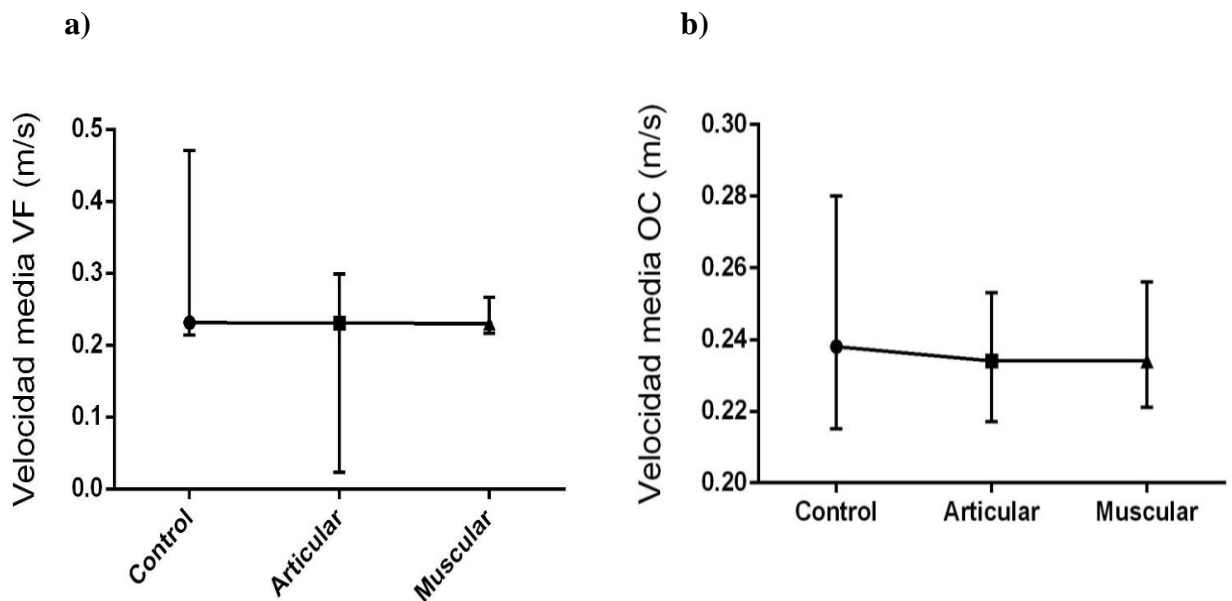 a)
Velocidad media VF (m/s)
0.5
0.4
0.3
0.2
0.1
0.0
Control
Articular
Muscular
b)
Velocidad media OC (m/s)
0.30
0.28
0.26
0.24
0.22
0.20
Control
Articular
Muscular